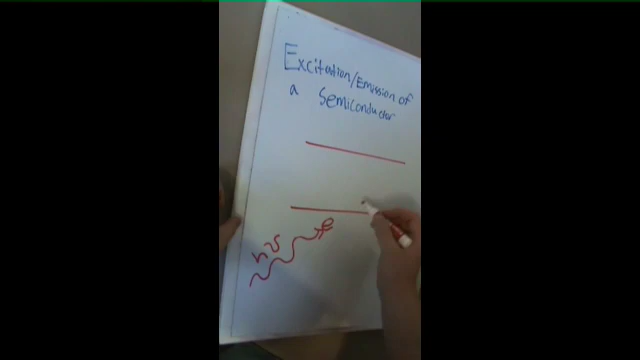 Excitation/Emission of
a Semiconductor
hν
e